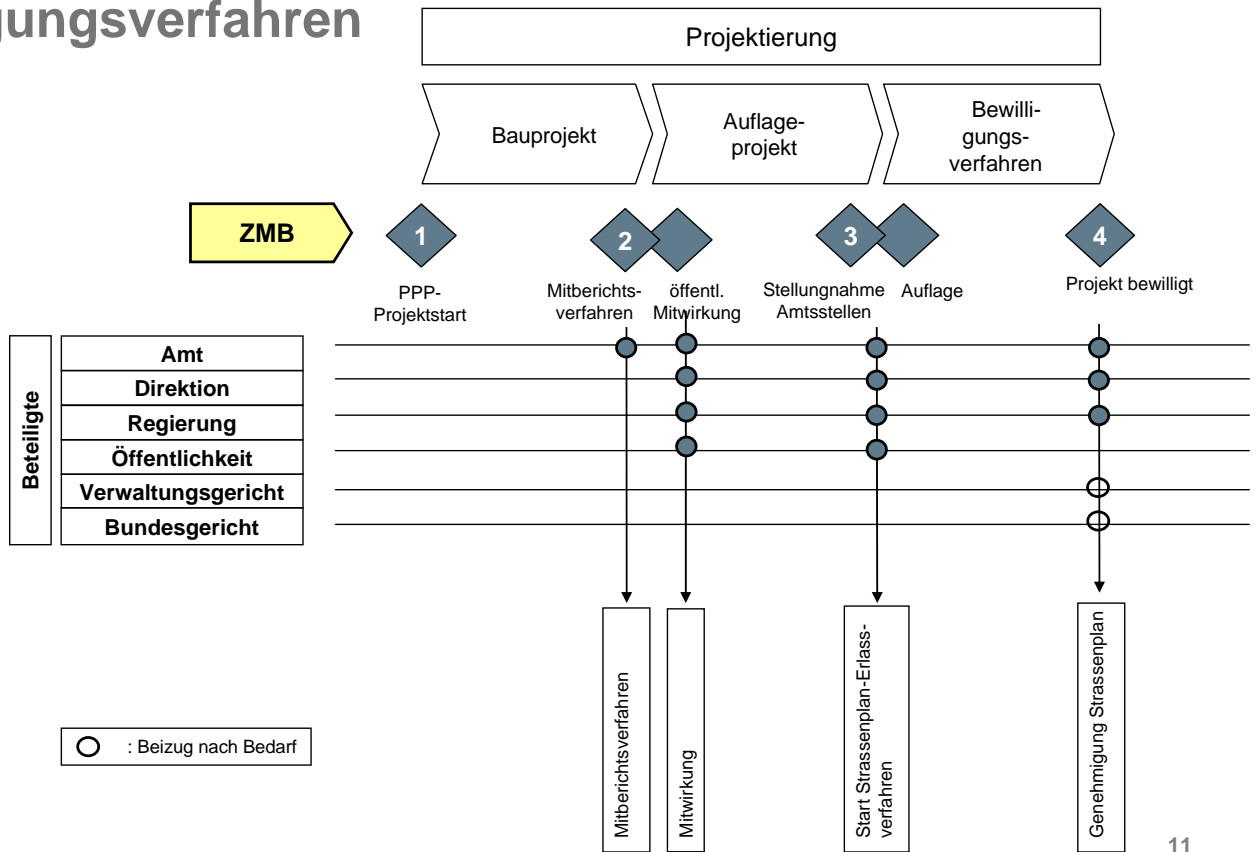 gungsverfahren
Projektierung
Bauprojekt
Auflage-
projekt
Bewilli-
gungs-
verfahren
ZMB
1
2
3
4
PPP-
Projektstart
Mitberichts-
verfahren
öffentl.
Mitwirkung
Stellungnahme
Amtsstellen
Auflage
Projekt bewilligt
Beteiligte
Amt
Direktion
Regierung
Öffentlichkeit
Verwaltungsgericht
Bundesgericht
: Beizug nach Bedarf
Mitberichtsverfahren
Mitwirkung
Start Strassenplan-Erlass-
verfahren
Genehmigung Strassenplan
11